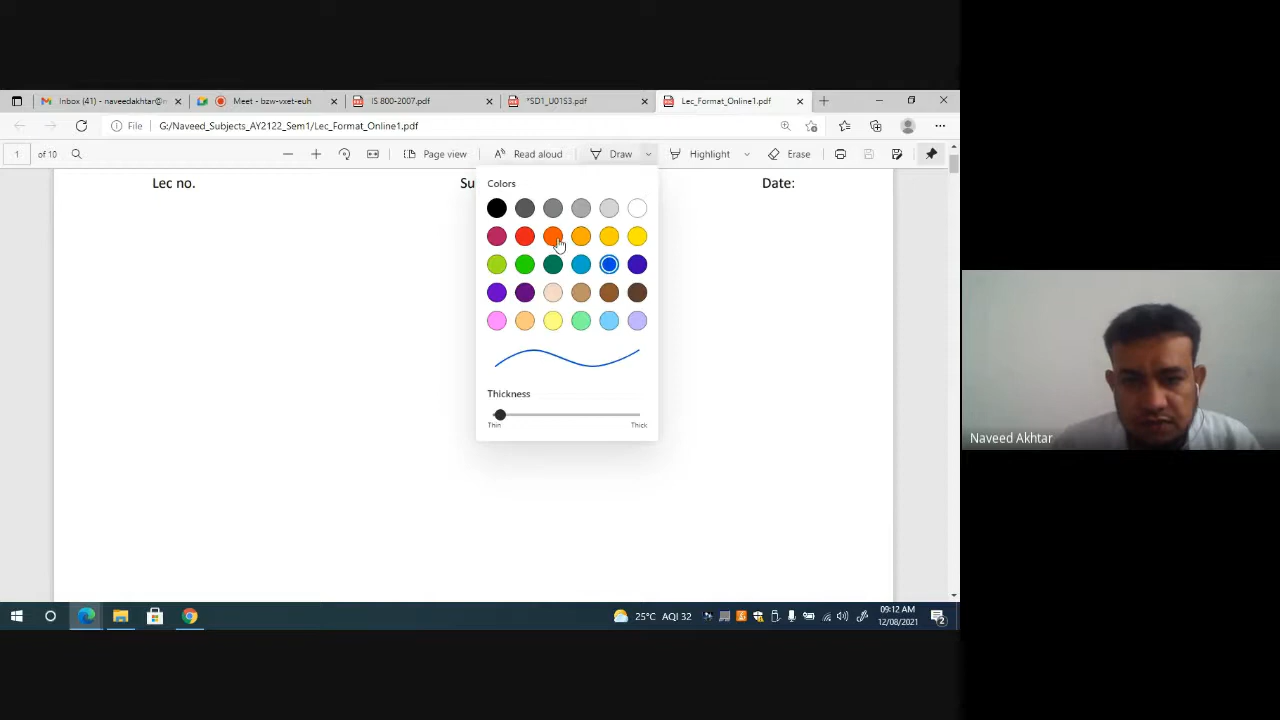 Inbox (41) - naveedakhtar@r
Meet - bzw-vxet-euh
IS 800-2007.pdf
*SD1_U01S3.pdf
Lec_Format_Online1.pdf
File
G:/Naveed_Subjects_AY2122_Sem1/Lec_Format_Online1.pdf
1 of 10
Page view
Read aloud
Draw
Highlight
Erase
Lec no.
Su
Date:
Colors
Thickness
Thin
Thick
Naveed Akhtar
25°C AQI 32
09:12 AM
12/08/2021
2